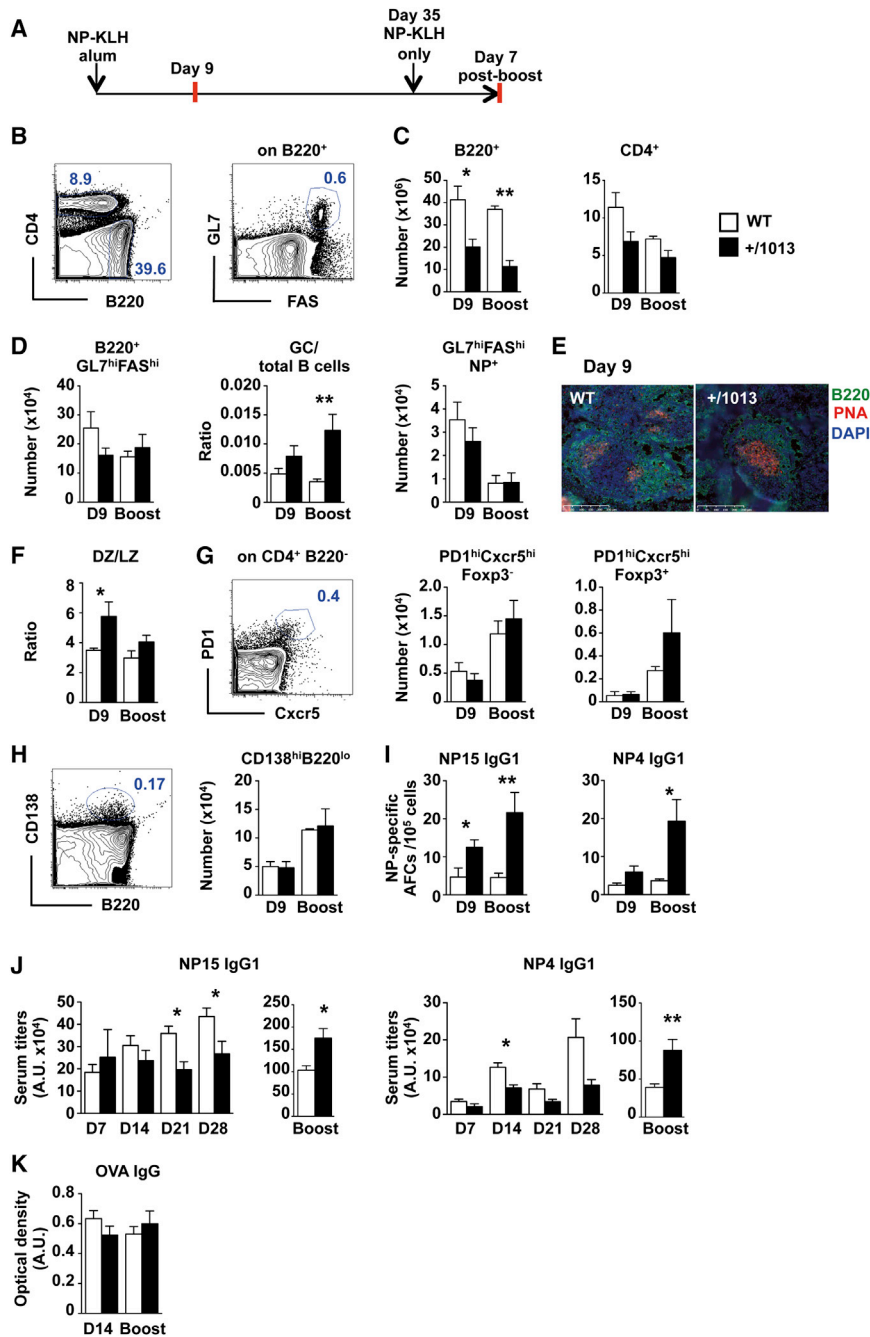 A
NP-KLH
alum
Day 9
Day 35
NP-KLH
only
Day 7
post-boost
B
on B220+
8.9
39.6
CD4
B220
0.6
GL7
FAS
C
B220+
CD4+
Number (x10⁶)
50
40
30
20
10
0
* **
D9 Boost
15
10
5
0
D9 Boost
WT
+/1013
D
B220+
GL7hiFAShi
Number (x10⁴)
40
30
20
10
0
D9 Boost
GC/
total B cells
Ratio
0.020
0.015
0.010
0.005
0
**
D9 Boost
GL7hiFAShi
NP+
Number (x10⁴)
5
4
3
2
1
0
D9 Boost
E
Day 9
WT
+/1013
B220
PNA
DAPI
F
DZ/LZ
Ratio
8
6
4
2
0
*
D9 Boost
G
on CD4+ B220-
0.4
PD1
Cxcr5
PD1hiCxcr5hi
Foxp3-
Number (x10⁴)
2.0
1.5
1.0
0.5
0
D9 Boost
PD1hiCxcr5hi
Foxp3+
1.0
0.8
0.6
0.4
0.2
0
D9 Boost
H
0.17
CD138
B220
CD138hiB220lo
Number (x10⁴)
20
15
10
5
0
D9 Boost
I
NP15 IgG1
NP-specific
AFCs /10⁵ cells
30
20
10
0
* **
D9 Boost
NP4 IgG1
30
20
10
0
*
D9 Boost
J
NP15 IgG1
Serum titers
(A.U. x10⁴)
50
40
30
20
10
0
* *
D7 D14 D21 D28
250
200
150
100
50
0
*
Boost
NP4 IgG1
Serum titers
(A.U. x10⁴)
30
20
10
0
*
D7 D14 D21 D28
150
100
50
0
**
Boost
K
OVA IgG
Optical density
(A.U.)
0.8
0.6
0.4
0.2
0
D14 Boost